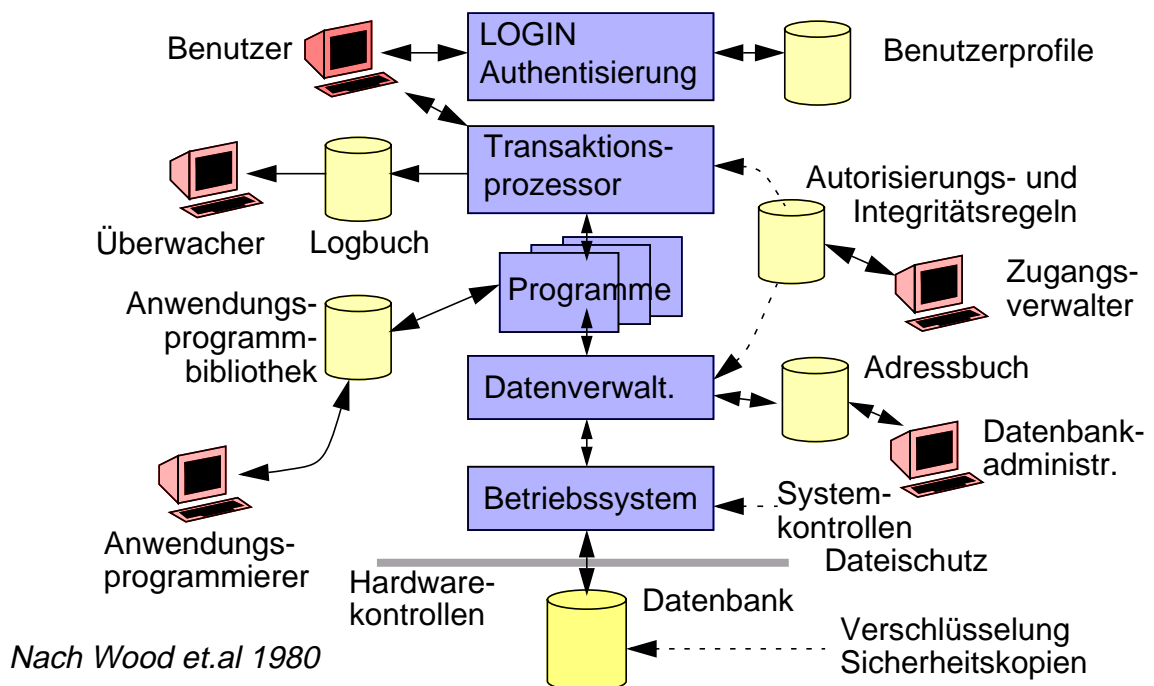 Benutzer
LOGIN
Authentisierung
Benutzerprofile
Transaktions-
prozessor
Autorisierungs- und
Integritätsregeln
Überwacher
Logbuch
Zugangs-
verwalter
Anwendungs-
programm-
bibliothek
Programme
Adressbuch
Datenverwalt.
Datenbank-
administr.
Betriebssystem
System-
kontrollen
Dateischutz
Anwendungs-
programmierer
Hardware-
kontrollen
Datenbank
Verschlüsselung
Sicherheitskopien
Nach Wood et.al 1980